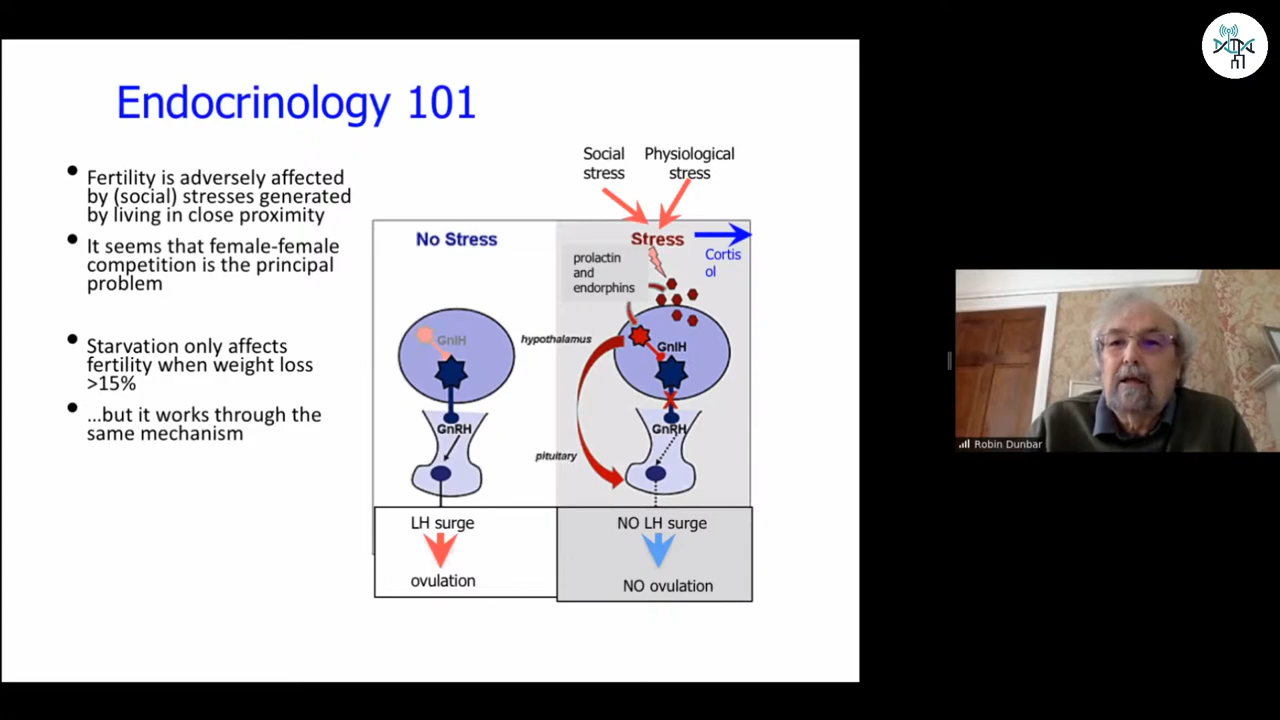 Endocrinology 101
• Fertility is adversely affected
by (social) stresses generated
by living in close proximity
• It seems that female-female
competition is the principal
problem
• Starvation only affects
fertility when weight loss
>15%
• ...but it works through the
same mechanism
Social
stress
Physiological
stress
No Stress
Stress
Cortis
ol
prolactin
and
endorphins
GnIH
hypothalamus
GnIH
GnRH
GnRH
pituitary
LH surge
NO LH surge
ovulation
NO ovulation
Robin Dunbar